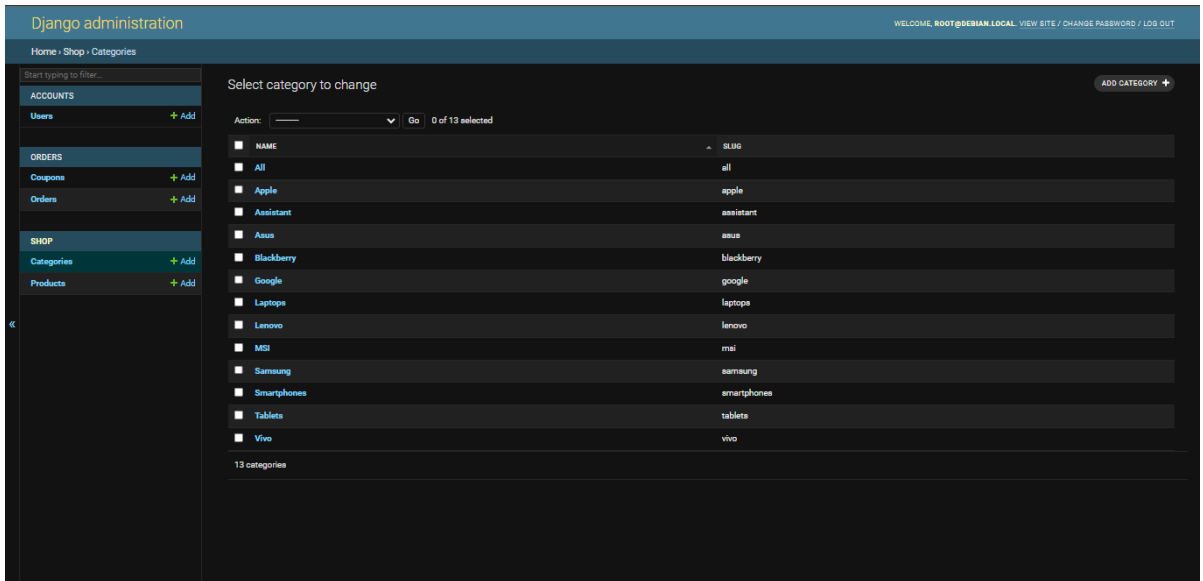 Django administration
WELCOME, ROOT@DEBIAN.LOCAL. VIEW SITE / CHANGE PASSWORD / LOG OUT
Home › Shop › Categories
Start typing to filter...
ACCOUNTS
Users + Add
ORDERS
Coupons + Add
Orders + Add
SHOP
Categories + Add
Products + Add
«
Select category to change
ADD CATEGORY +
Action: --------- Go 0 of 13 selected
NAME SLUG
All all
Apple apple
Assistant assistant
Asus asus
Blackberry blackberry
Google google
Laptops laptops
Lenovo lenovo
MSI msi
Samsung samsung
Smartphones smartphones
Tablets tablets
Vivo vivo
13 categories